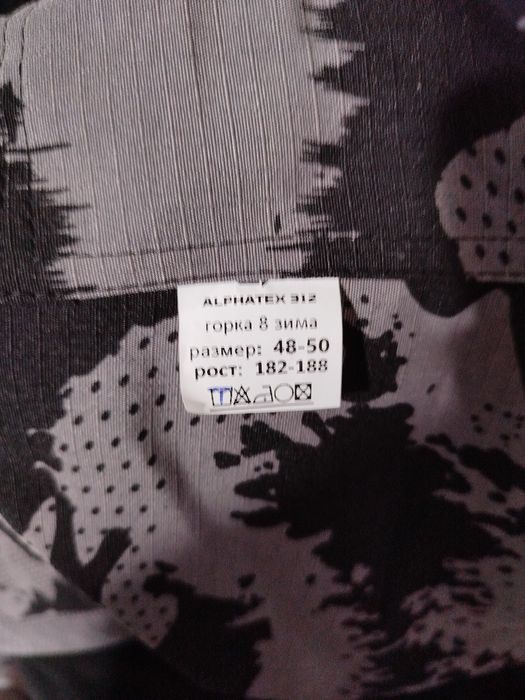 ALPHATEX 312
горка 8 зима
размер: 48-50
рост: 182-188